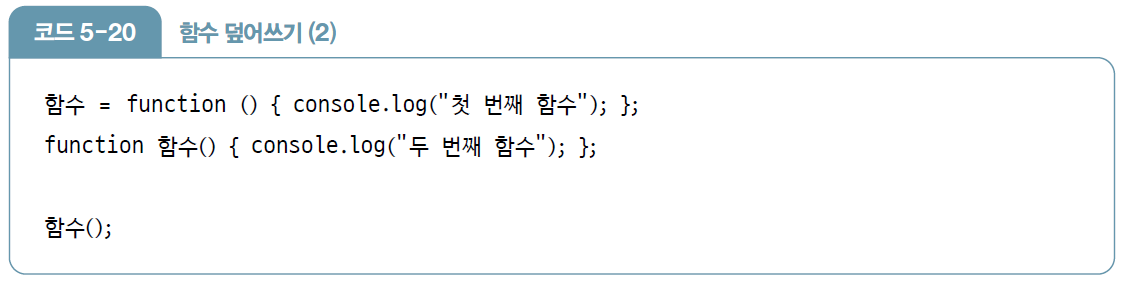 코드 5-20 함수 덮어쓰기 (2)
함수 = function () { console.log("첫 번째 함수"); };
function 함수() { console.log("두 번째 함수"); };
함수();